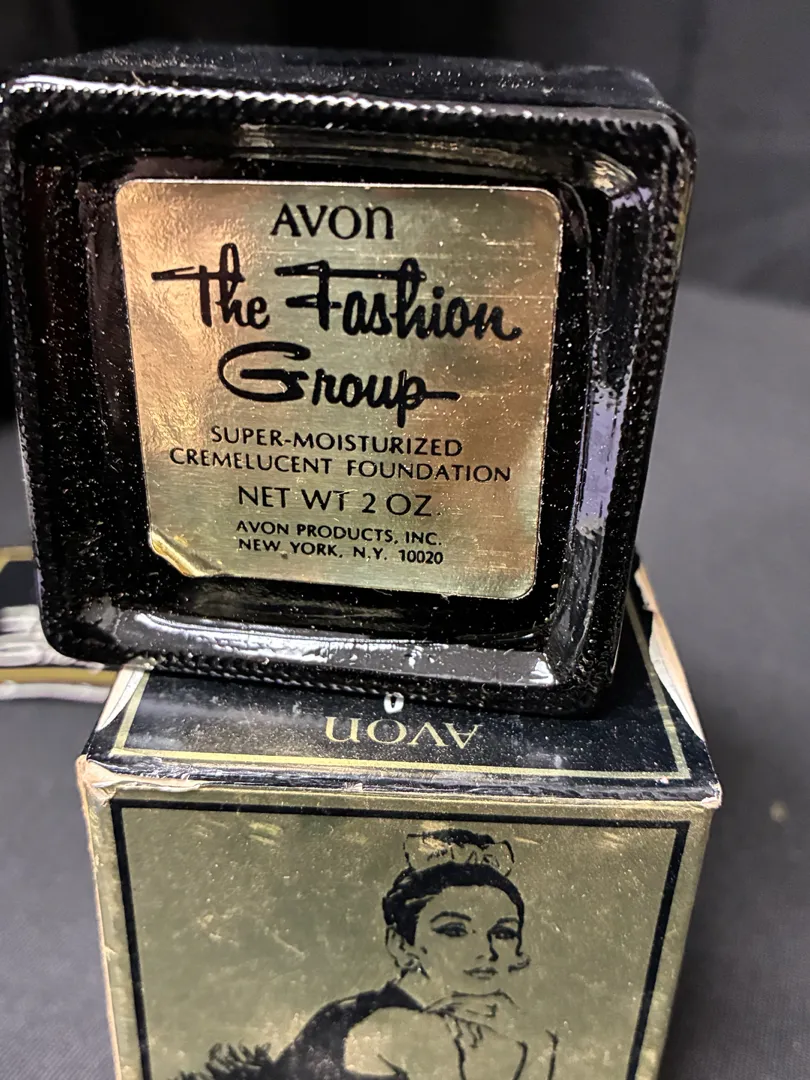 AVON
The Fashion
Group
SUPER-MOISTURIZED
CREMELUCENT FOUNDATION
NET WT 2 OZ.
AVON PRODUCTS, INC.
NEW YORK, N.Y. 10020
AVON